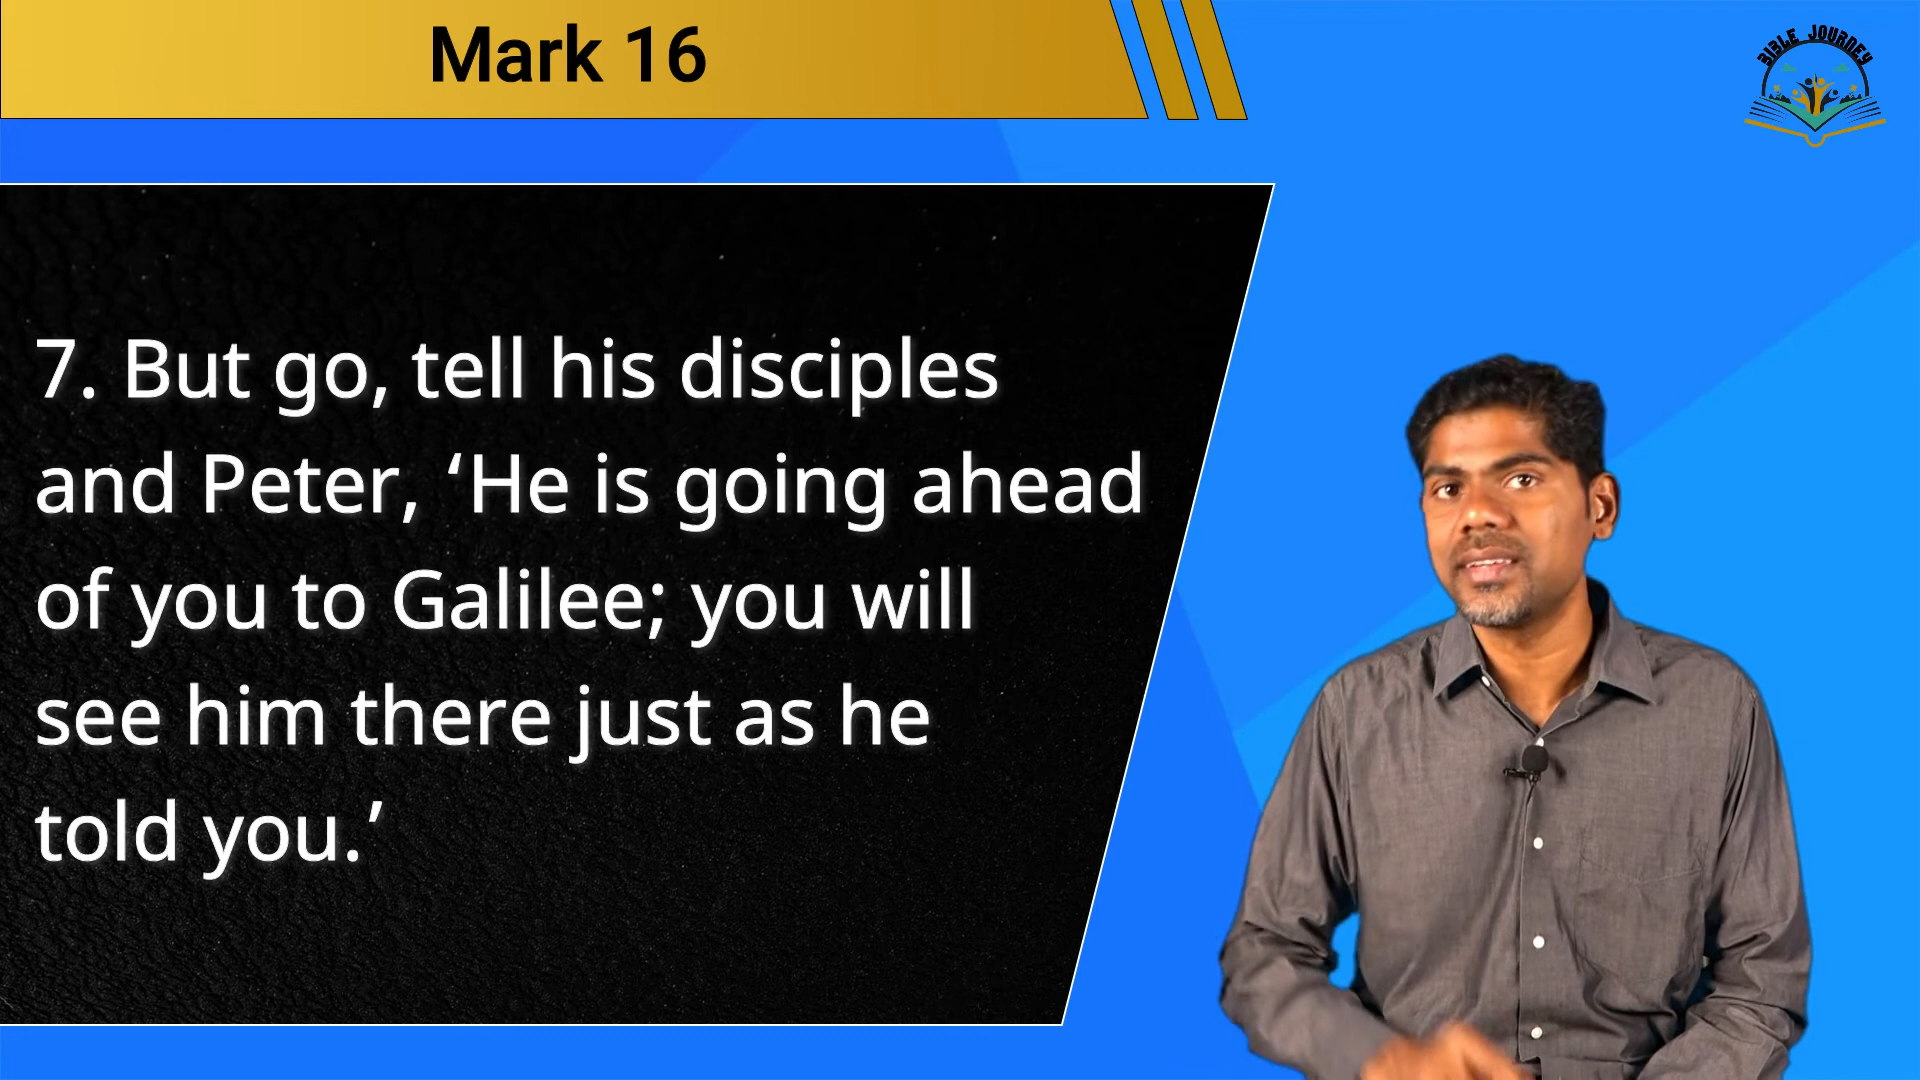 Mark 16
BIBLE JOURNEY
7. But go, tell his disciples
and Peter, ‘He is going ahead
of you to Galilee; you will
see him there just as he
told you.’